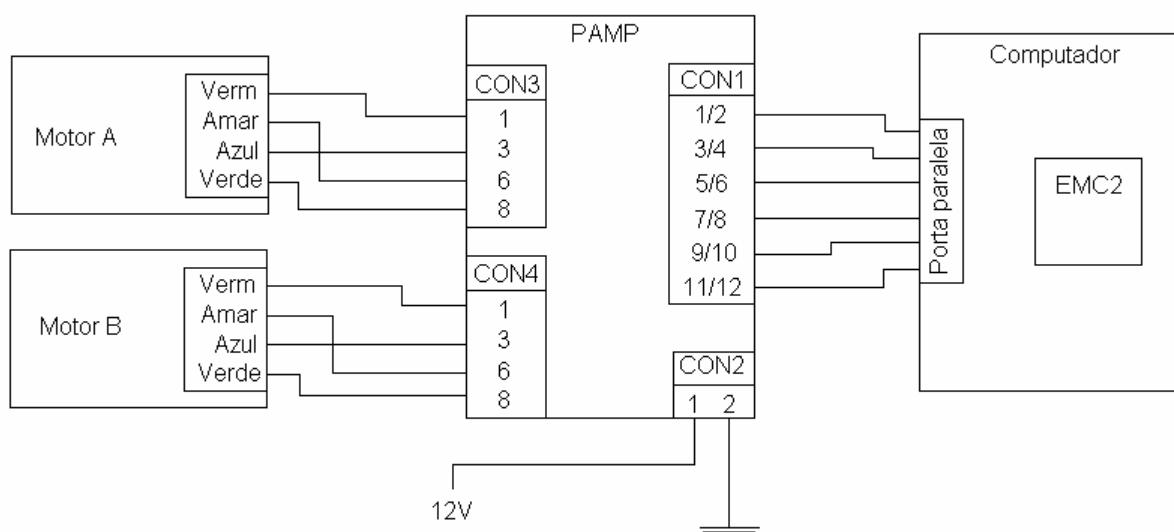 Motor A
Verm
Amar
Azul
Verde
Motor B
Verm
Amar
Azul
Verde
PAMP
CON3
1
3
6
8
CON4
1
3
6
8
CON1
1/2
3/4
5/6
7/8
9/10
11/12
CON2
1 2
12V
Computador
Porta paralela
EMC2